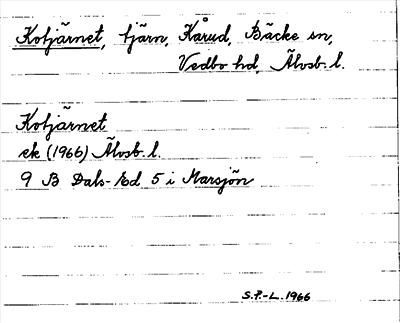 Kotjärnet, tjärn, Kårud, Bäcke sn,
Vedbo hd, Älvsb. l.
Kotjärnet
ek (1966) Älvsb. l.
9 B Dals-Ed 5 i Marsjön
S.P.-L. 1966